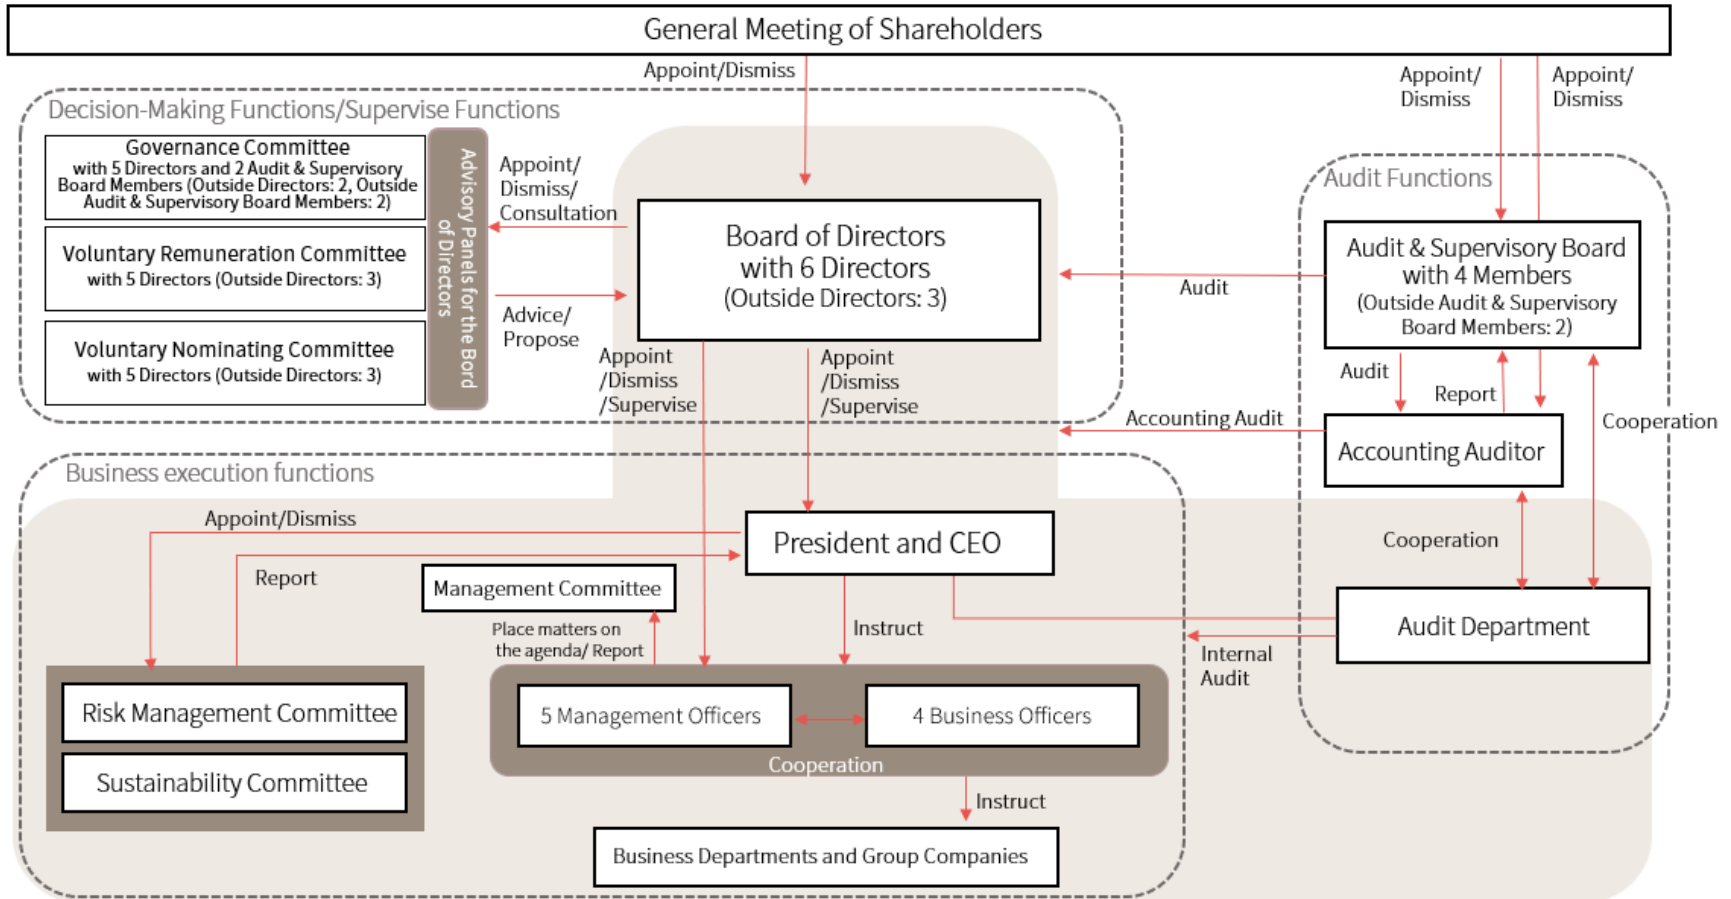 General Meeting of Shareholders
Appoint/Dismiss
Appoint/
Dismiss
Appoint/
Dismiss
Decision-Making Functions/Supervise Functions
Governance Committee
with 5 Directors and 2 Audit & Supervisory
Board Members (Outside Directors: 2, Outside
Audit & Supervisory Board Members: 2)
Voluntary Remuneration Committee
with 5 Directors (Outside Directors: 3)
Voluntary Nominating Committee
with 5 Directors (Outside Directors: 3)
Advisory Panels for the Bord
of Directors
Appoint/
Dismiss/
Consultation
Advice/
Propose
Board of Directors
with 6 Directors
(Outside Directors: 3)
Audit
Audit Functions
Audit & Supervisory Board
with 4 Members
(Outside Audit & Supervisory
Board Members: 2)
Appoint
/Dismiss
/Supervise
Appoint
/Dismiss
/Supervise
Audit
Report
Cooperation
Accounting Audit
Accounting Auditor
Cooperation
Business execution functions
Appoint/Dismiss
Report
President and CEO
Management Committee
Place matters on
the agenda/ Report
Instruct
Audit Department
Internal
Audit
Risk Management Committee
Sustainability Committee
5 Management Officers
4 Business Officers
Cooperation
Instruct
Business Departments and Group Companies